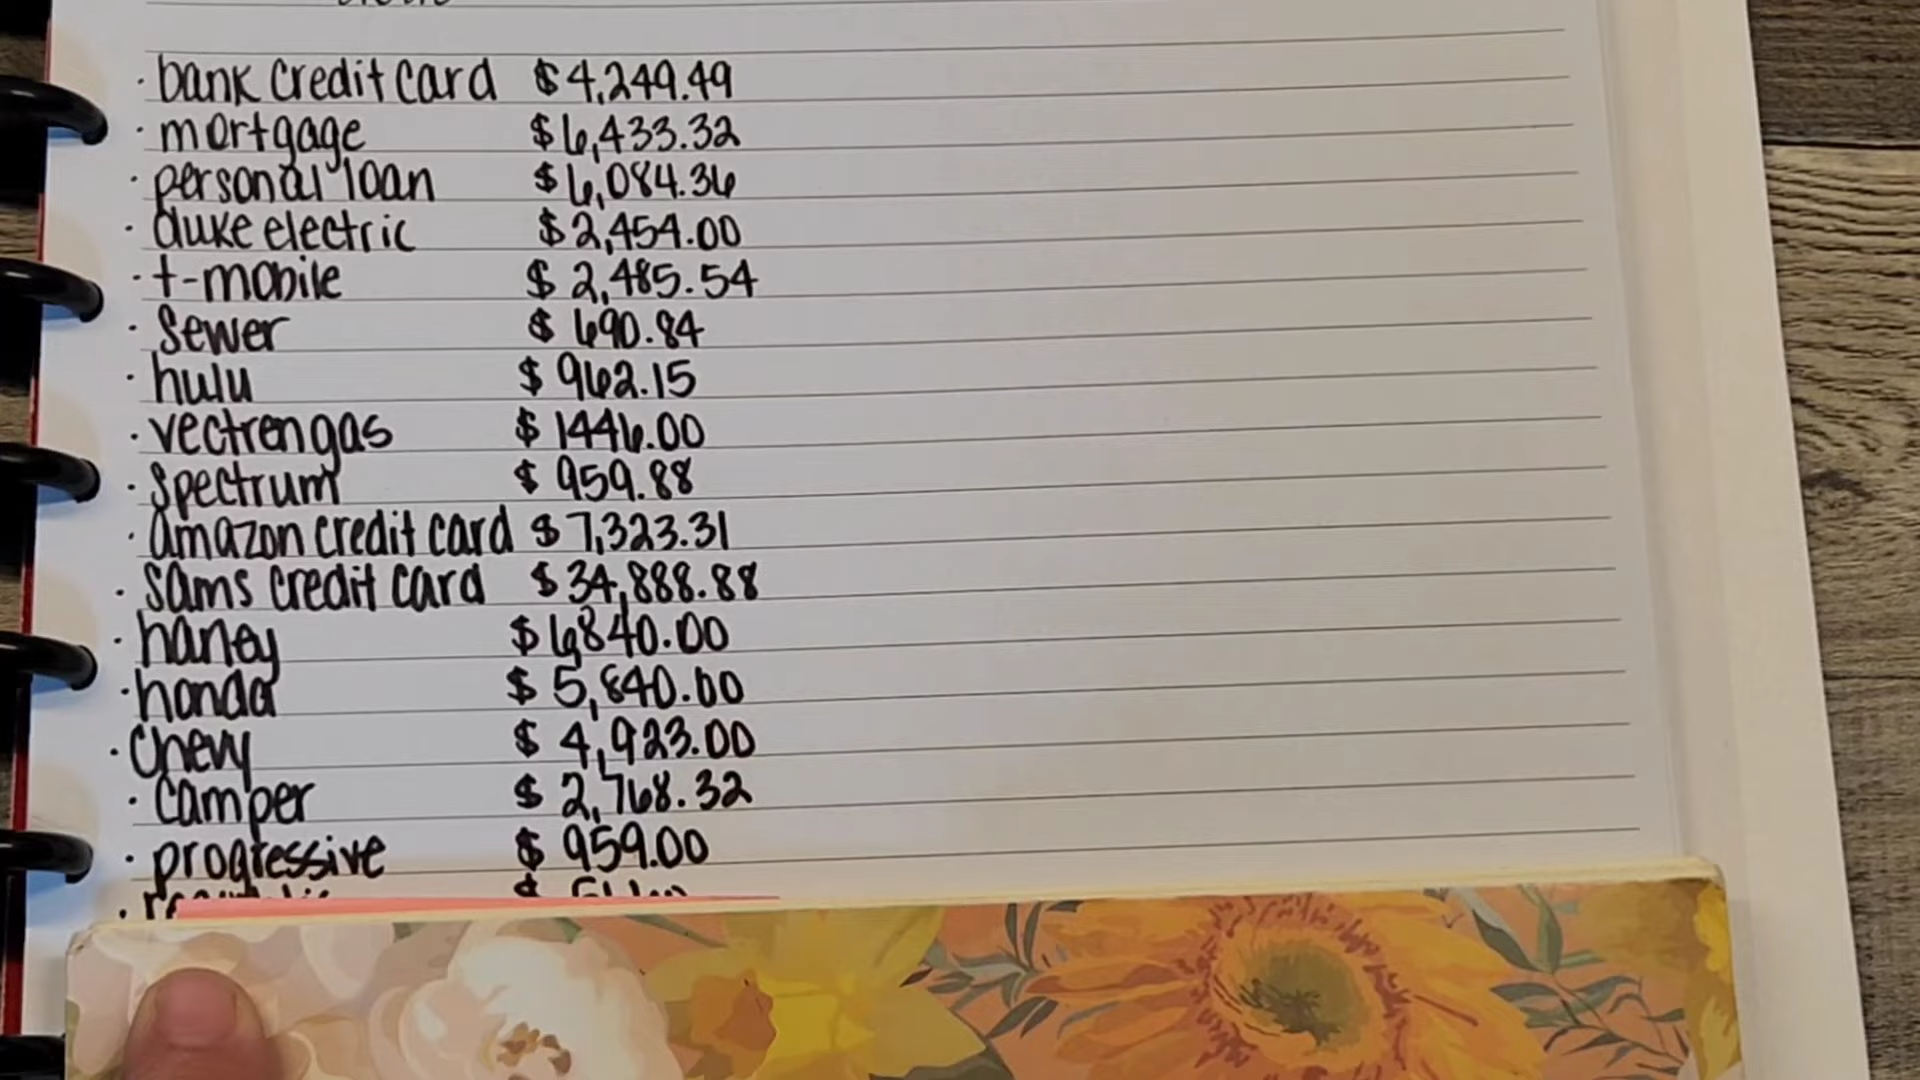 · bank credit card $4,249.49
· mortgage $6,433.32
· personal loan $6,084.36
· duke electric $2,454.00
· t-mobile $2,485.54
· sewer $690.84
· hulu $962.15
· vectren gas $1446.00
· spectrum $959.88
· amazon credit card $7,323.31
· sams credit card $34,888.88
· haney $6,840.00
· honda $5,840.00
· chevy $4,923.00
· camper $2,768.32
· progressive $959.00